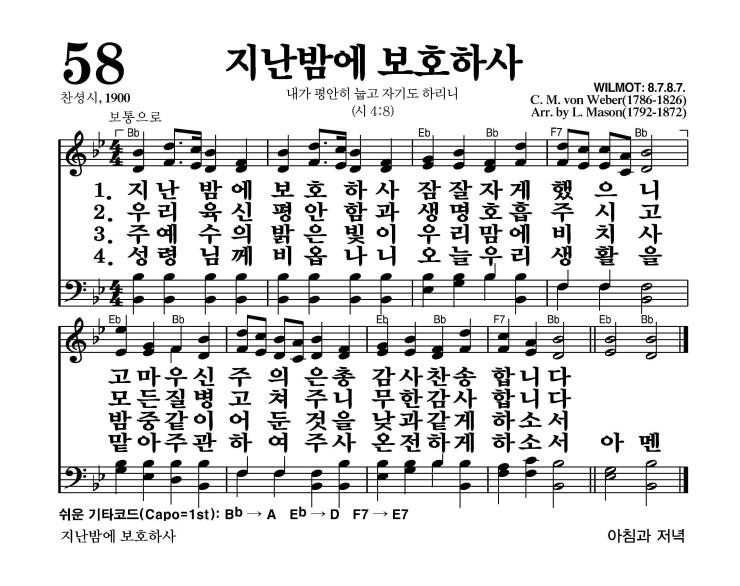 58
지난밤에 보호하사
찬성시, 1900
내가 평안히 눕고 자기도 하리니
(시 4:8)
WILMOT: 8.7.8.7.
C. M. von Weber(1786-1826)
Arr. by L. Mason(1792-1872)
보통으로
Bb Eb Bb F7 Bb
1. 지난 밤에 보호하사 잠잘자게 했으니
2. 우리 육신 평안함과 생명호흡 주시고
3. 주예수의 밝은빛이 우리맘에 비치사
4. 성령님께 비옵나니 오늘우리 생활을
Eb Bb Eb Bb F7 Bb Eb Bb
고마우신 주의은총 감사찬송 합니다
모든질병 고쳐주니 무한감사 합니다
밤중같이 어둔것을 낮과같게 하소서
맡아주관 하여주사 온전하게 하소서 아멘
쉬운 기타코드(Capo=1st): Bb → A Eb → D F7 → E7
지난밤에 보호하사
아침과 저녁